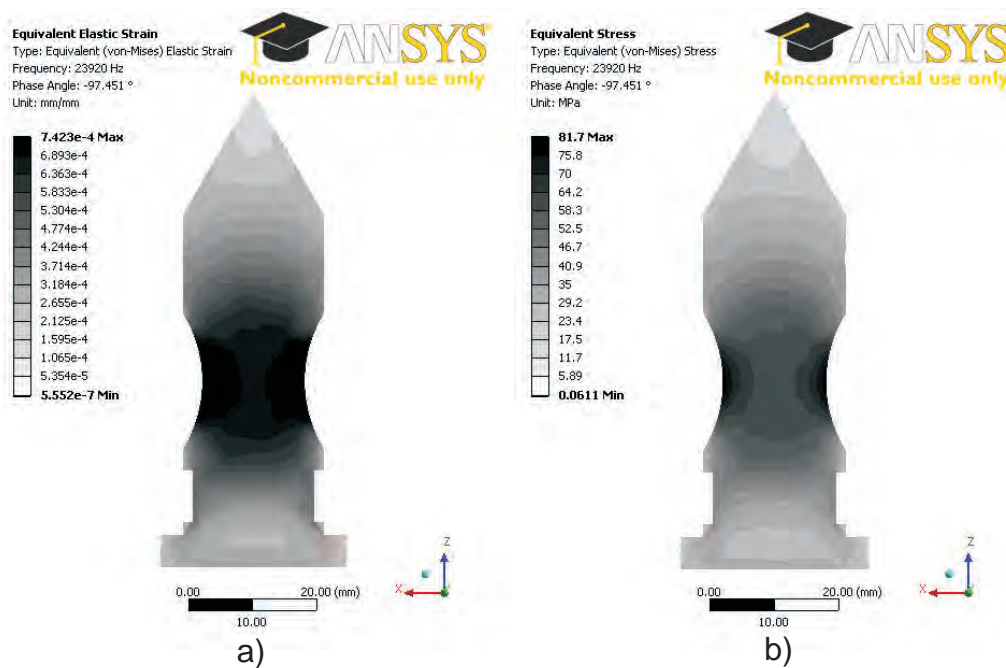 Equivalent Elastic Strain
Type: Equivalent (von-Mises) Elastic Strain
Frequency: 23920 Hz
Phase Angle: -97.451 °
Unit: mm/mm
ANSYS
Noncommercial use only
7.423e-4 Max
6.893e-4
6.363e-4
5.833e-4
5.304e-4
4.774e-4
4.244e-4
3.714e-4
3.184e-4
2.655e-4
2.125e-4
1.595e-4
1.065e-4
5.354e-5
5.552e-7 Min
Z
X
0.00 20.00 (mm)
10.00
a)
Equivalent Stress
Type: Equivalent (von-Mises) Stress
Frequency: 23920 Hz
Phase Angle: -97.451 °
Unit: MPa
ANSYS
Noncommercial use only
81.7 Max
75.8
70
64.2
58.3
52.5
46.7
40.9
35
29.2
23.4
17.5
11.7
5.89
0.0611 Min
Z
X
0.00 20.00 (mm)
10.00
b)